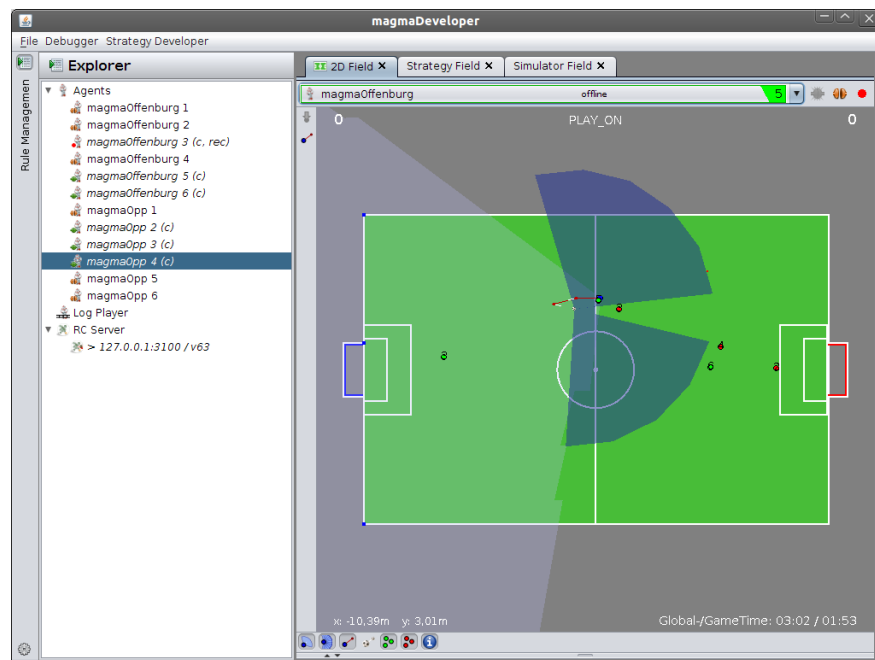 magmaDeveloper
File Debugger Strategy Developer
Rule Managemen
Explorer
Agents
magmaOffenburg 1
magmaOffenburg 2
magmaOffenburg 3 (c, rec)
magmaOffenburg 4
magmaOffenburg 5 (c)
magmaOffenburg 6 (c)
magmaOpp 1
magmaOpp 2 (c)
magmaOpp 3 (c)
magmaOpp 4 (c)
magmaOpp 5
magmaOpp 6
Log Player
RC Server
> 127.0.0.1:3100 / v63
2D Field
Strategy Field
Simulator Field
magmaOffenburg offline 5
0 PLAY_ON 0
3
4
6
x: -10,39m y: 3,01m
Global-/GameTime: 03:02 / 01:53